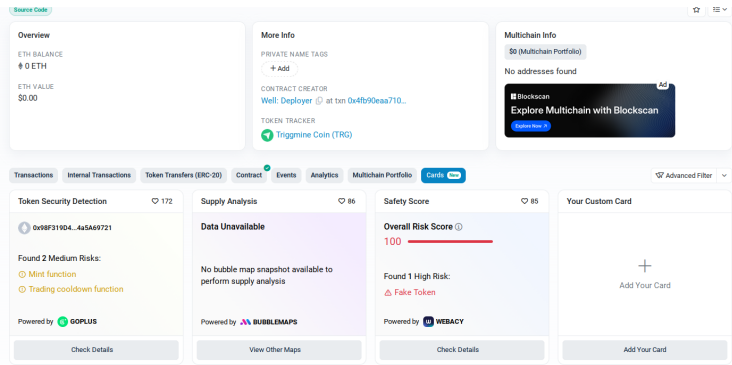 Source Code
Overview
ETH BALANCE
0 ETH
ETH VALUE
$0.00
More Info
PRIVATE NAME TAGS
+ Add
CONTRACT CREATOR
Well: Deployer at txn 0x4fb90eaa710...
TOKEN TRACKER
Triggmine Coin (TRG)
Multichain Info
$0 (Multichain Portfolio)
No addresses found
Ad
Blockscan
Explore Multichain with Blockscan
Explore Now
Transactions Internal Transactions Token Transfers (ERC-20) Contract Events Analytics Multichain Portfolio Cards New
Advanced Filter
Token Security Detection 172
0x98F319D4...4a5A69721
Found 2 Medium Risks:
Mint function
Trading cooldown function
Powered by GOPLUS
Check Details
Supply Analysis 86
Data Unavailable
No bubble map snapshot available to
perform supply analysis
Powered by BUBBLEMAPS
View Other Maps
Safety Score 85
Overall Risk Score
100
Found 1 High Risk:
Fake Token
Powered by WEBACY
Check Details
Your Custom Card
Add Your Card
Add Your Card